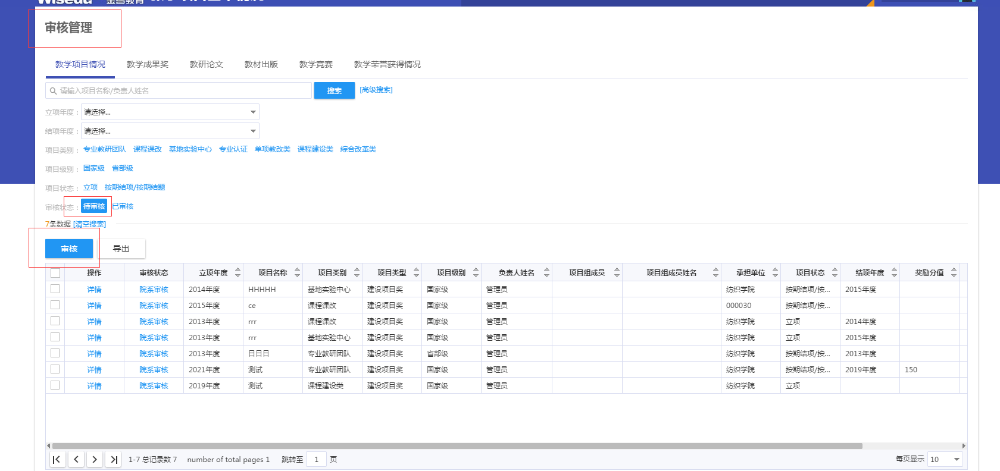 Wisedu 金智教育
审核管理
教学项目情况 教学成果奖 教研论文 教材出版 教学竞赛 教学荣誉获得情况
请输入项目名称/负责人姓名 搜索 [高级搜索]
立项年度： 请选择...
结项年度： 请选择...
项目类别： 专业教研团队 课程课改 基地实验中心 专业认证 单项教改类 课程建设类 综合改革类
项目级别： 国家级 省部级
项目状态： 立项 按期结项/按期结题
审核状态： 待审核 已审核
7条数据 [清空搜索]
审核 导出
操作 审核状态 立项年度 项目名称 项目类别 项目类型 项目级别 负责人姓名 项目组成员 项目组成员姓名 承担单位 项目状态 结项年度 奖励分值
详情 院系审核 2014年度 HHHHH 基地实验中心 建设项目奖 国家级 管理员 纺织学院 按期结项/按... 2015年度
详情 院系审核 2015年度 ce 课程课改 建设项目奖 国家级 管理员 000030 按期结项/按...
详情 院系审核 2013年度 rrr 课程课改 建设项目奖 国家级 管理员 纺织学院 立项 2014年度
详情 院系审核 2013年度 rrr 基地实验中心 建设项目奖 国家级 管理员 纺织学院 立项 2015年度
详情 院系审核 2013年度 日日日 专业教研团队 建设项目奖 省部级 管理员 纺织学院 按期结项/按... 2013年度
详情 院系审核 2021年度 测试 专业教研团队 建设项目奖 国家级 管理员 纺织学院 按期结项/按... 2019年度 150
详情 院系审核 2019年度 测试 课程建设类 建设项目奖 国家级 管理员 纺织学院 立项
1-7 总记录数 7 number of total pages 1 跳转至 1 页 每页显示 10